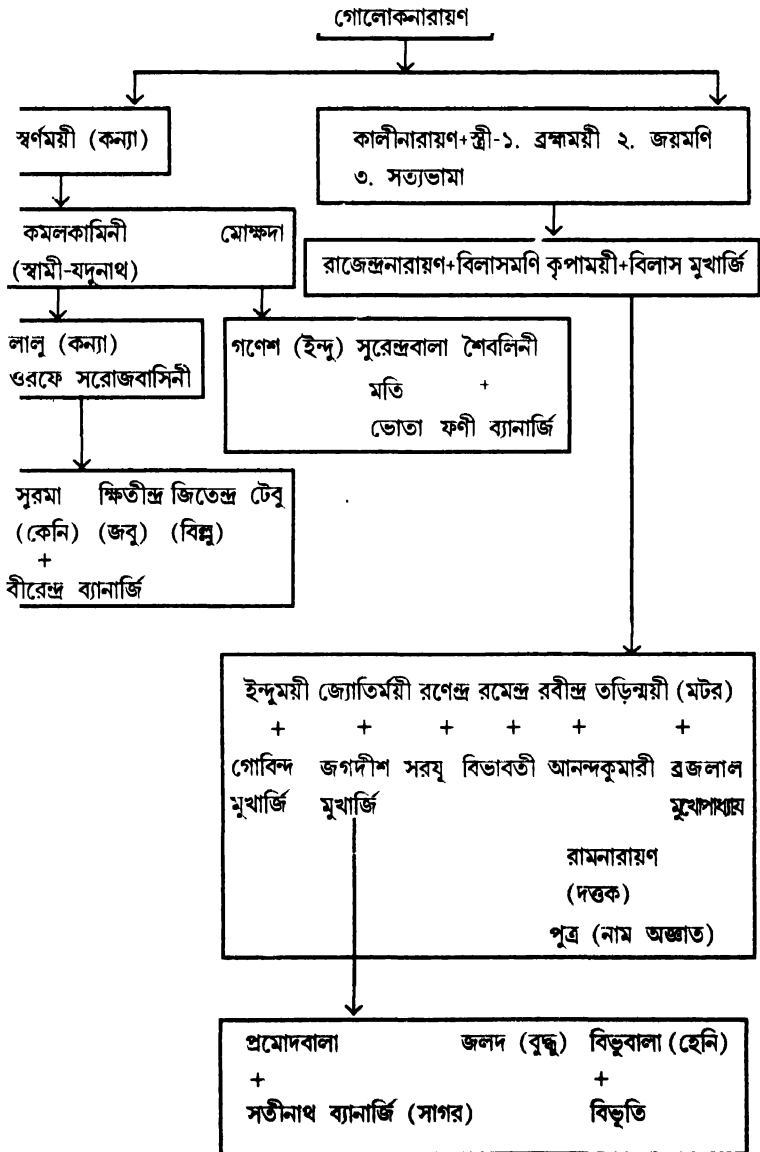 গোলোকনারায়ণ
স্বর্ণময়ী (কন্যা)
কালীনারায়ণ+স্ত্রী-১. ব্রহ্মময়ী ২. জয়মণি
৩. সত্যভামা
কমলকামিনী মোক্ষদা
(স্বামী-যদুনাথ)
রাজেন্দ্রনারায়ণ+বিলাসমণি কৃপাময়ী+বিলাস মুখার্জি
লালু (কন্যা)
ওরফে সরোজবাসিনী
গণেশ (ইন্দু) সুরেন্দ্রবালা শৈবলিনী
মতি +
ভোতা ফণী ব্যানার্জি
সুরমা ক্ষিতীন্দ্র জিতেন্দ্র টেবু
(কেনি) (জবু) (বিল্লু)
+
বীরেন্দ্র ব্যানার্জি
ইন্দুময়ী জ্যোতির্ময়ী রণেন্দ্র রমেন্দ্র রবীন্দ্র তড়িন্ময়ী (মটর)
+ + + + + +
গোবিন্দ জগদীশ সরযূ বিভাবতী আনন্দকুমারী ব্রজলাল
মুখার্জি মুখার্জি মুখোপাধ্যায়
রামনারায়ণ
(দত্তক)
পুত্র (নাম অজ্ঞাত)
প্রমোদবালা জলদ (বুদ্ধু) বিভুবালা (হেনি)
+ +
সতীনাথ ব্যানার্জি (সাগর) বিভূতি